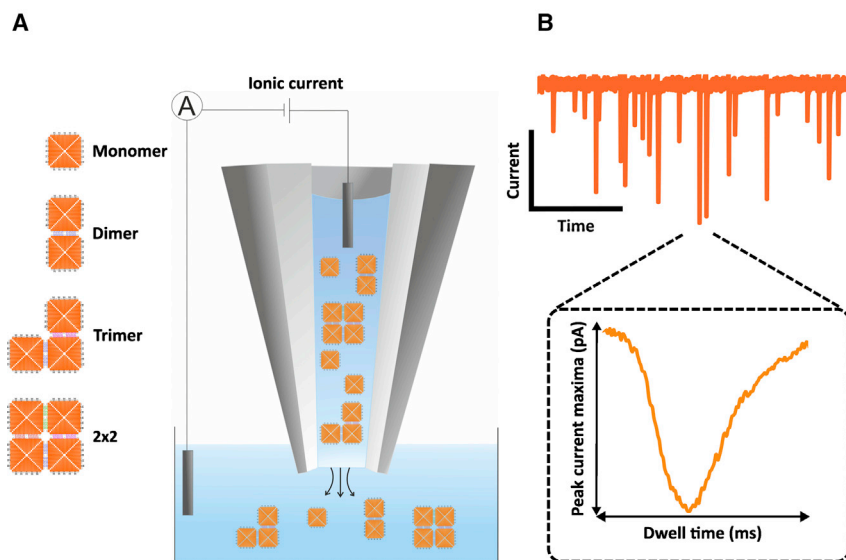 A
B
Ionic current
A
Monomer
Dimer
Trimer
2x2
Current
Time
Peak current maxima (pA)
Dwell time (ms)